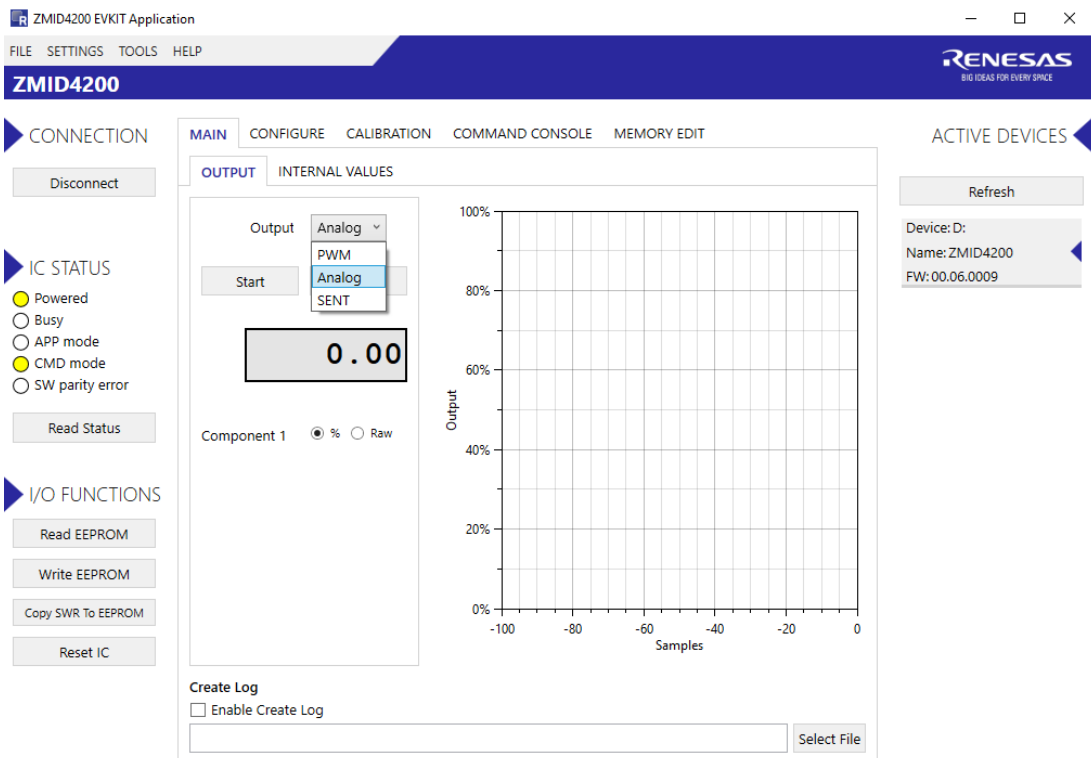 ZMID4200 EVKIT Application
FILE SETTINGS TOOLS HELP
RENESAS
BIG IDEAS FOR EVERY SPACE
ZMID4200
CONNECTION
Disconnect
IC STATUS
Powered
Busy
APP mode
CMD mode
SW parity error
Read Status
I/O FUNCTIONS
Read EEPROM
Write EEPROM
Copy SWR To EEPROM
Reset IC
MAIN CONFIGURE CALIBRATION COMMAND CONSOLE MEMORY EDIT
OUTPUT INTERNAL VALUES
Output Analog
PWM
Analog
SENT
Start
0.00
Component 1 % Raw
100%
80%
60%
40%
20%
0%
Output
-100 -80 -60 -40 -20 0
Samples
Create Log
Enable Create Log
Select File
ACTIVE DEVICES
Refresh
Device: D:
Name: ZMID4200
FW: 00.06.0009